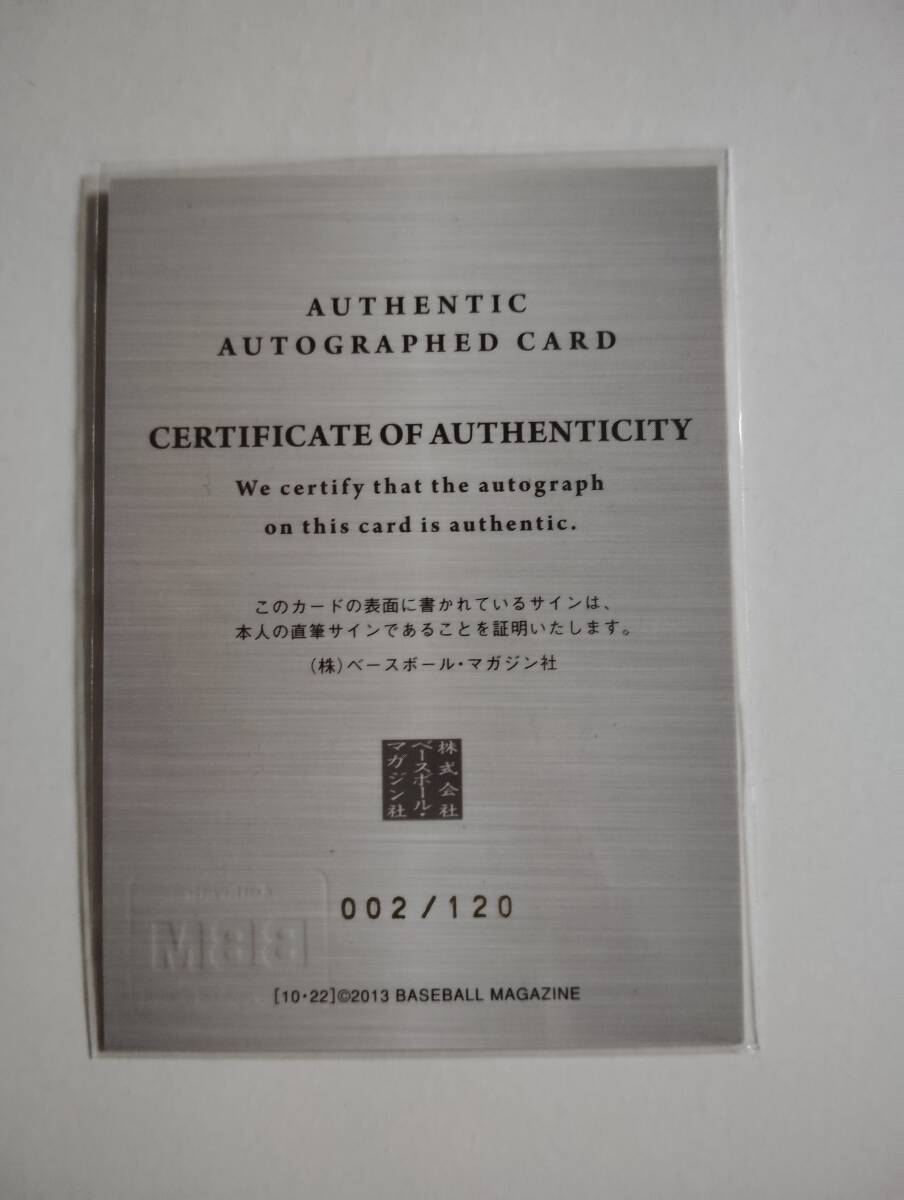 AUTHENTIC
AUTOGRAPHED CARD
CERTIFICATE OF AUTHENTICITY
We certify that the autograph
on this card is authentic.
このカードの表面に書かれているサインは、
本人の直筆サインであることを証明いたします。
(株)ベースボール・マガジン社
株式会社
ベースボール・
マガジン社
002/120
BBM
[10・22]©2013 BASEBALL MAGAZINE